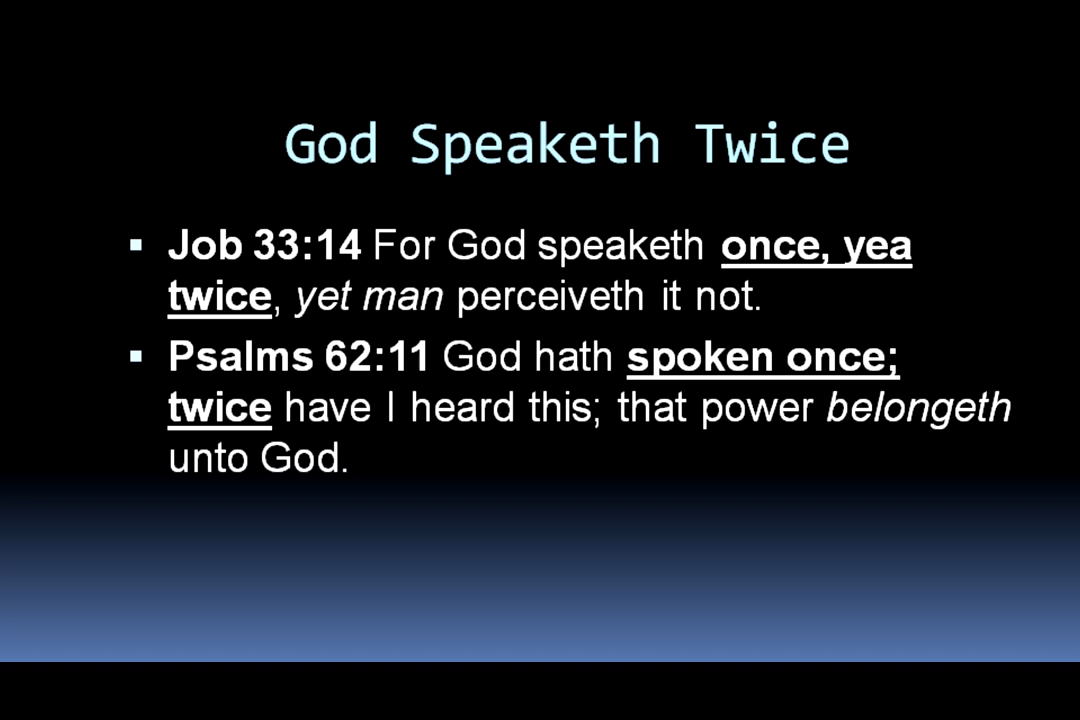 God Speaketh Twice
▪ Job 33:14 For God speaketh once, yea
twice, yet man perceiveth it not.
▪ Psalms 62:11 God hath spoken once;
twice have I heard this; that power belongeth
unto God.